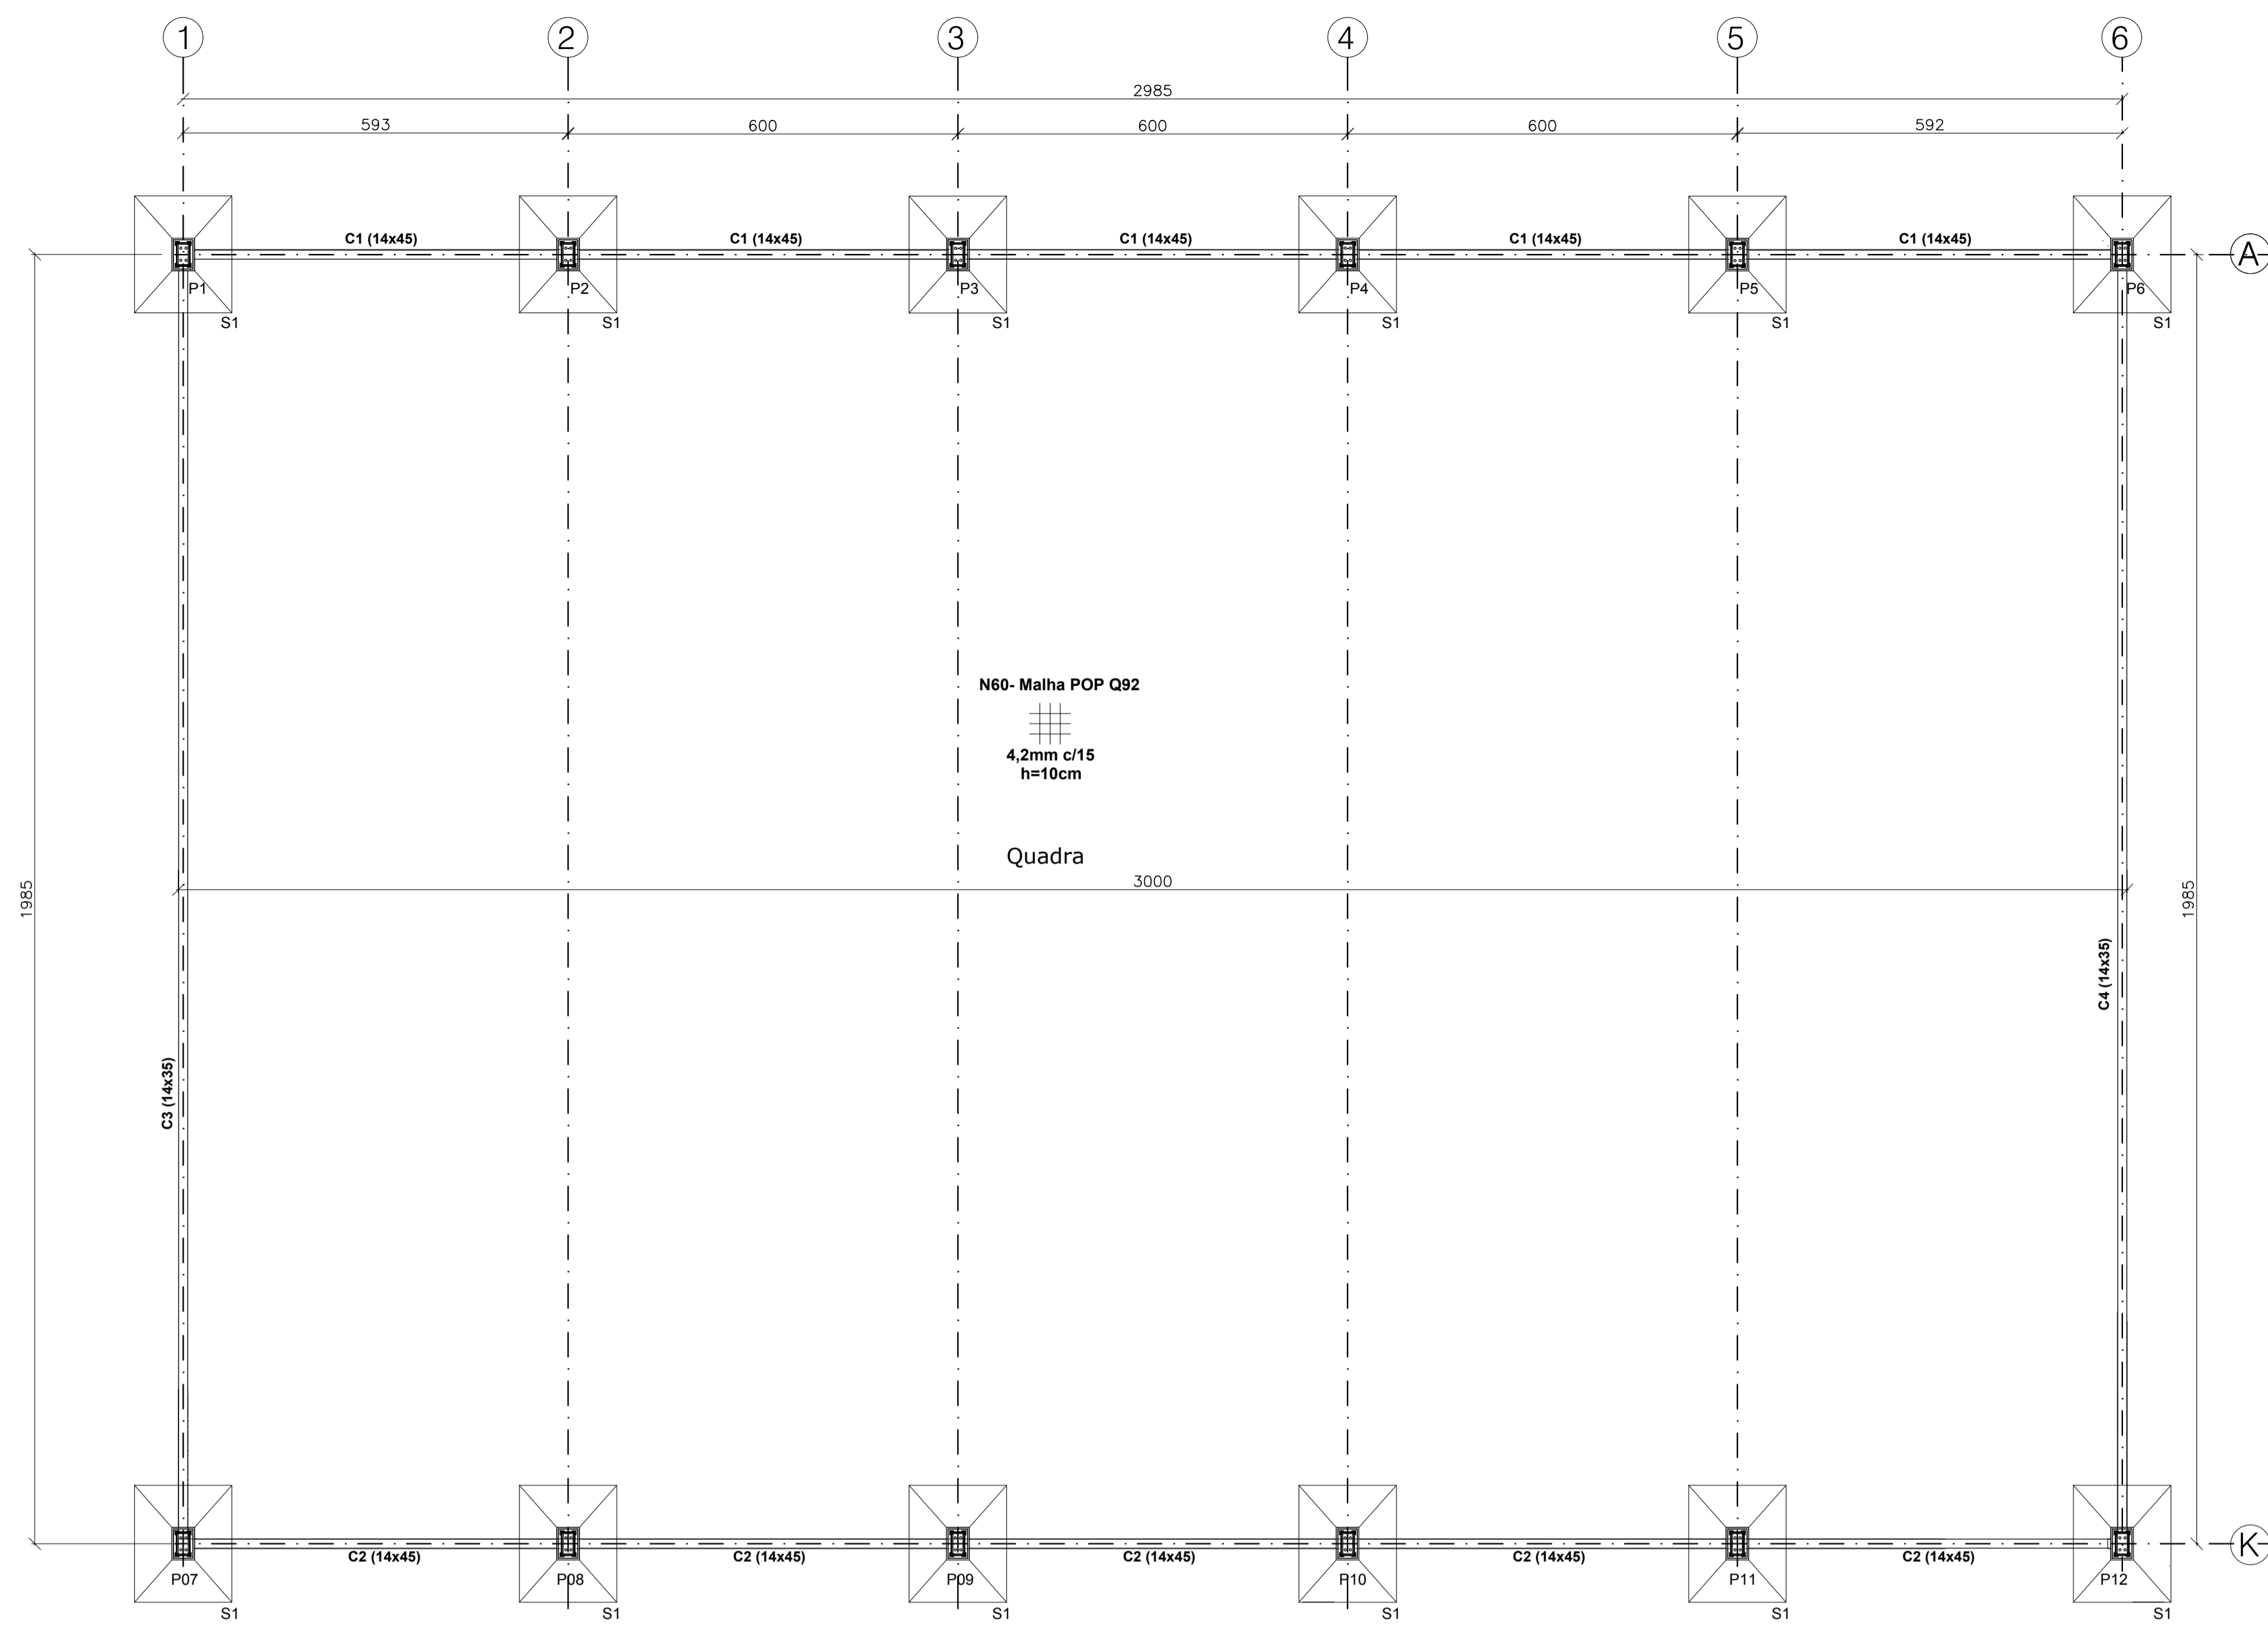 1 2 3 4 5 6
2985
593 600 600 600 592
C1 (14x45) C1 (14x45) C1 (14x45) C1 (14x45) C1 (14x45)
A
P1 P2 P3 P4 P5 P6
S1 S1 S1 S1 S1 S1
N60- Malha POP Q92
4,2mm c/15
h=10cm
Quadra
3000
1985
1985
C4 (14x35)
C3 (14x35)
K
C2 (14x45) C2 (14x45) C2 (14x45) C2 (14x45) C2 (14x45)
P07 P08 P09 P10 P11 P12
S1 S1 S1 S1 S1 S1